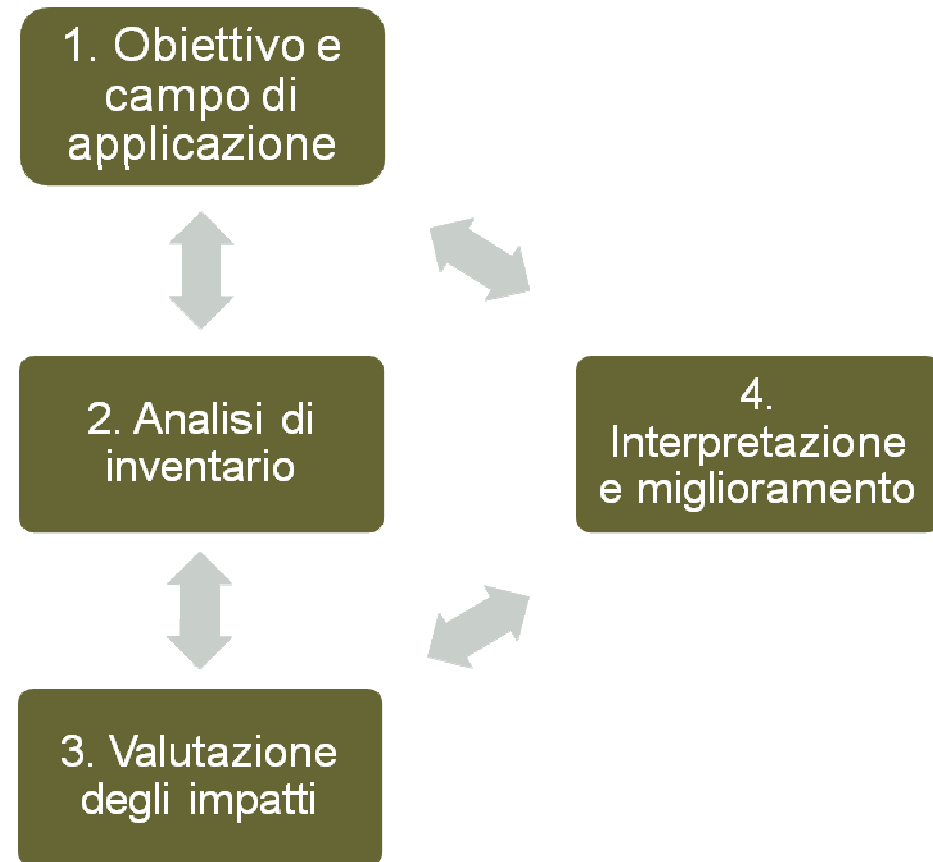 1. Obiettivo e
campo di
applicazione
2. Analisi di
inventario
4.
Interpretazione
e miglioramento
3. Valutazione
degli impatti